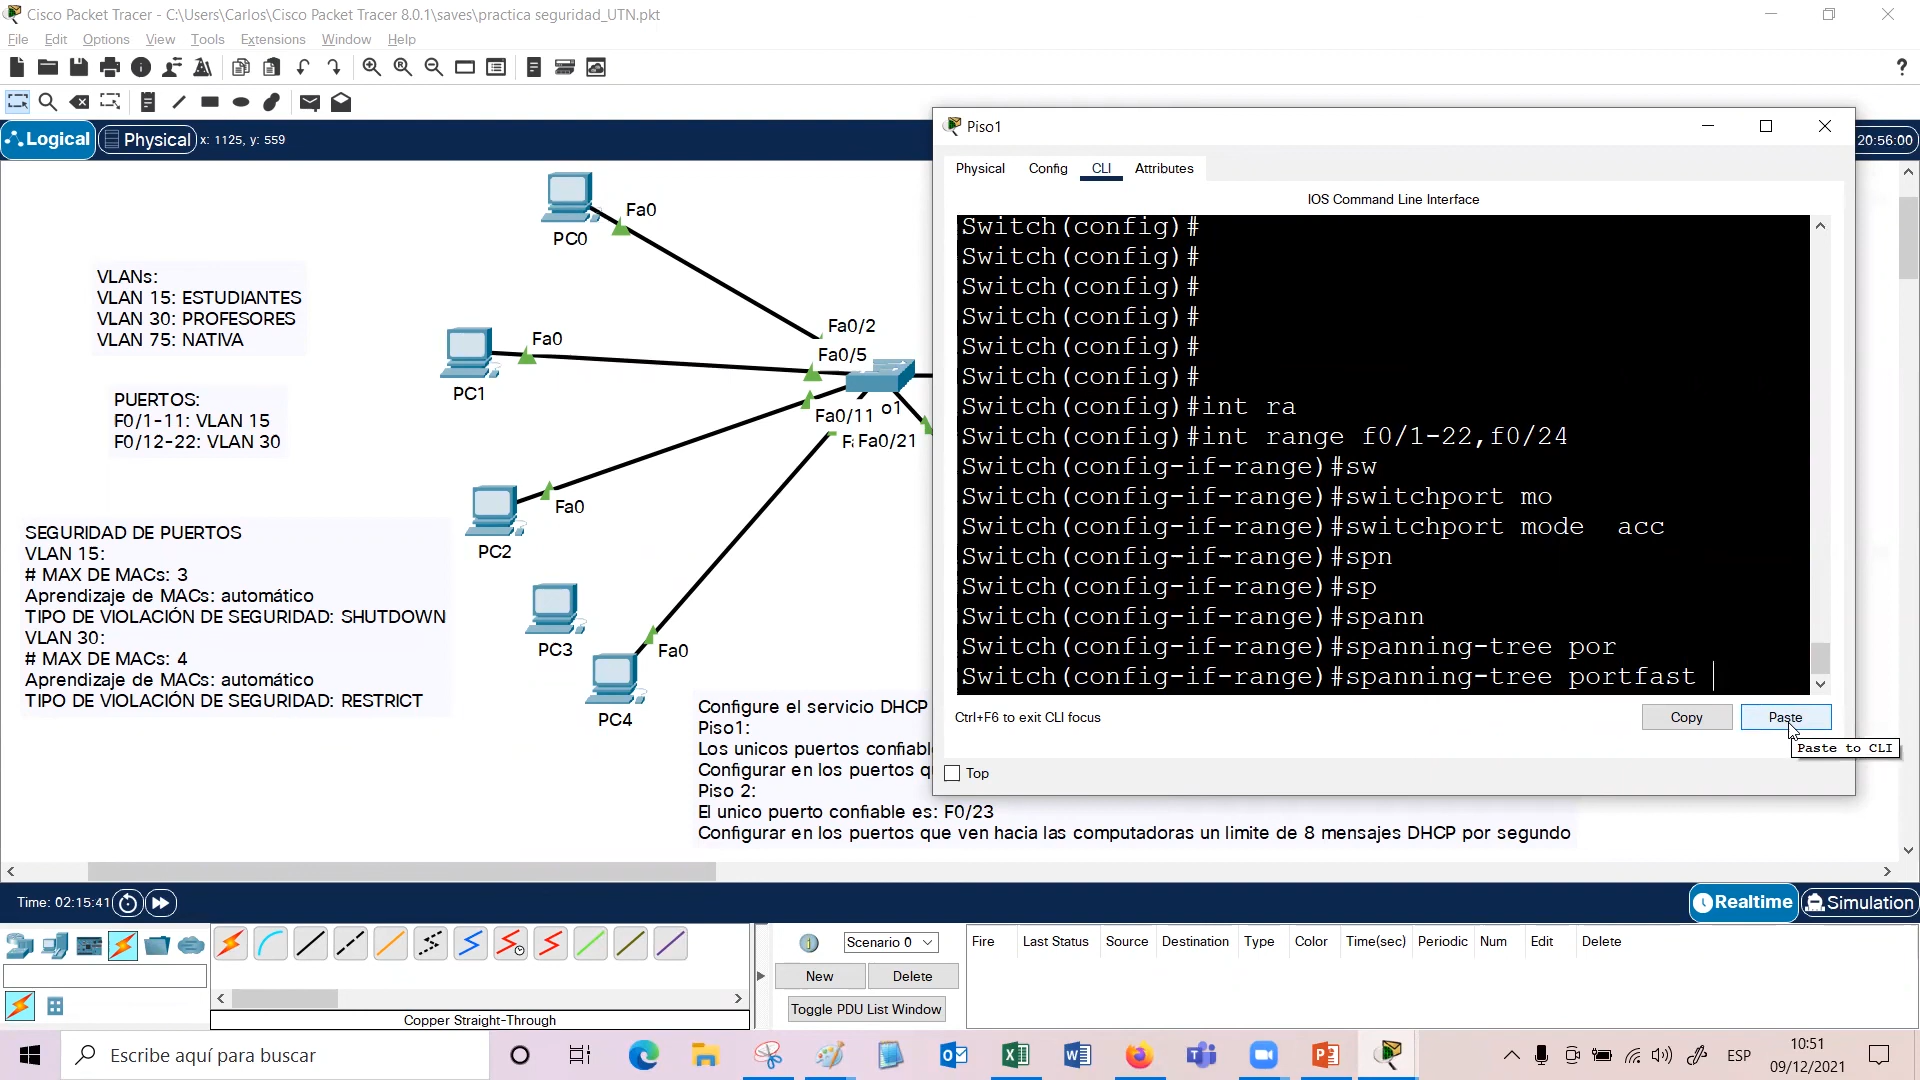 Cisco Packet Tracer - C:\Users\Carlos\Cisco Packet Tracer 8.0.1\saves\practica seguridad_UTN.pkt
File Edit Options View Tools Extensions Window Help
?
Logical Physical x: 1125, y: 559
20:56:00
Piso1
Physical Config CLI Attributes
IOS Command Line Interface
Switch(config)#
Switch(config)#
Switch(config)#
Switch(config)#
Switch(config)#
Switch(config)#
Switch(config)#int ra
Switch(config)#int range f0/1-22,f0/24
Switch(config-if-range)#sw
Switch(config-if-range)#switchport mo
Switch(config-if-range)#switchport mode  acc
Switch(config-if-range)#spn
Switch(config-if-range)#sp
Switch(config-if-range)#spann
Switch(config-if-range)#spanning-tree por
Switch(config-if-range)#spanning-tree portfast
Ctrl+F6 to exit CLI focus
Copy Paste
Paste to CLI
Top
PC0
Fa0
PC1
Fa0
PC2
Fa0
PC3
PC4
Fa0
Fa0/2
Fa0/5
Fa0/11
o1
Fa0/21
VLANs:
VLAN 15: ESTUDIANTES
VLAN 30: PROFESORES
VLAN 75: NATIVA
PUERTOS:
F0/1-11: VLAN 15
F0/12-22: VLAN 30
SEGURIDAD DE PUERTOS
VLAN 15:
# MAX DE MACs: 3
Aprendizaje de MACs: automático
TIPO DE VIOLACIÓN DE SEGURIDAD: SHUTDOWN
VLAN 30:
# MAX DE MACs: 4
Aprendizaje de MACs: automático
TIPO DE VIOLACIÓN DE SEGURIDAD: RESTRICT
Configure el servicio DHCP
Piso1:
Los unicos puertos confiabl
Configurar en los puertos q
Piso 2:
El unico puerto confiable es: F0/23
Configurar en los puertos que ven hacia las computadoras un limite de 8 mensajes DHCP por segundo
Time: 02:15:41
Realtime Simulation
Scenario 0
New Delete
Toggle PDU List Window
Fire Last Status Source Destination Type Color Time(sec) Periodic Num Edit Delete
Copper Straight-Through
Escribe aquí para buscar
ESP
10:51
09/12/2021